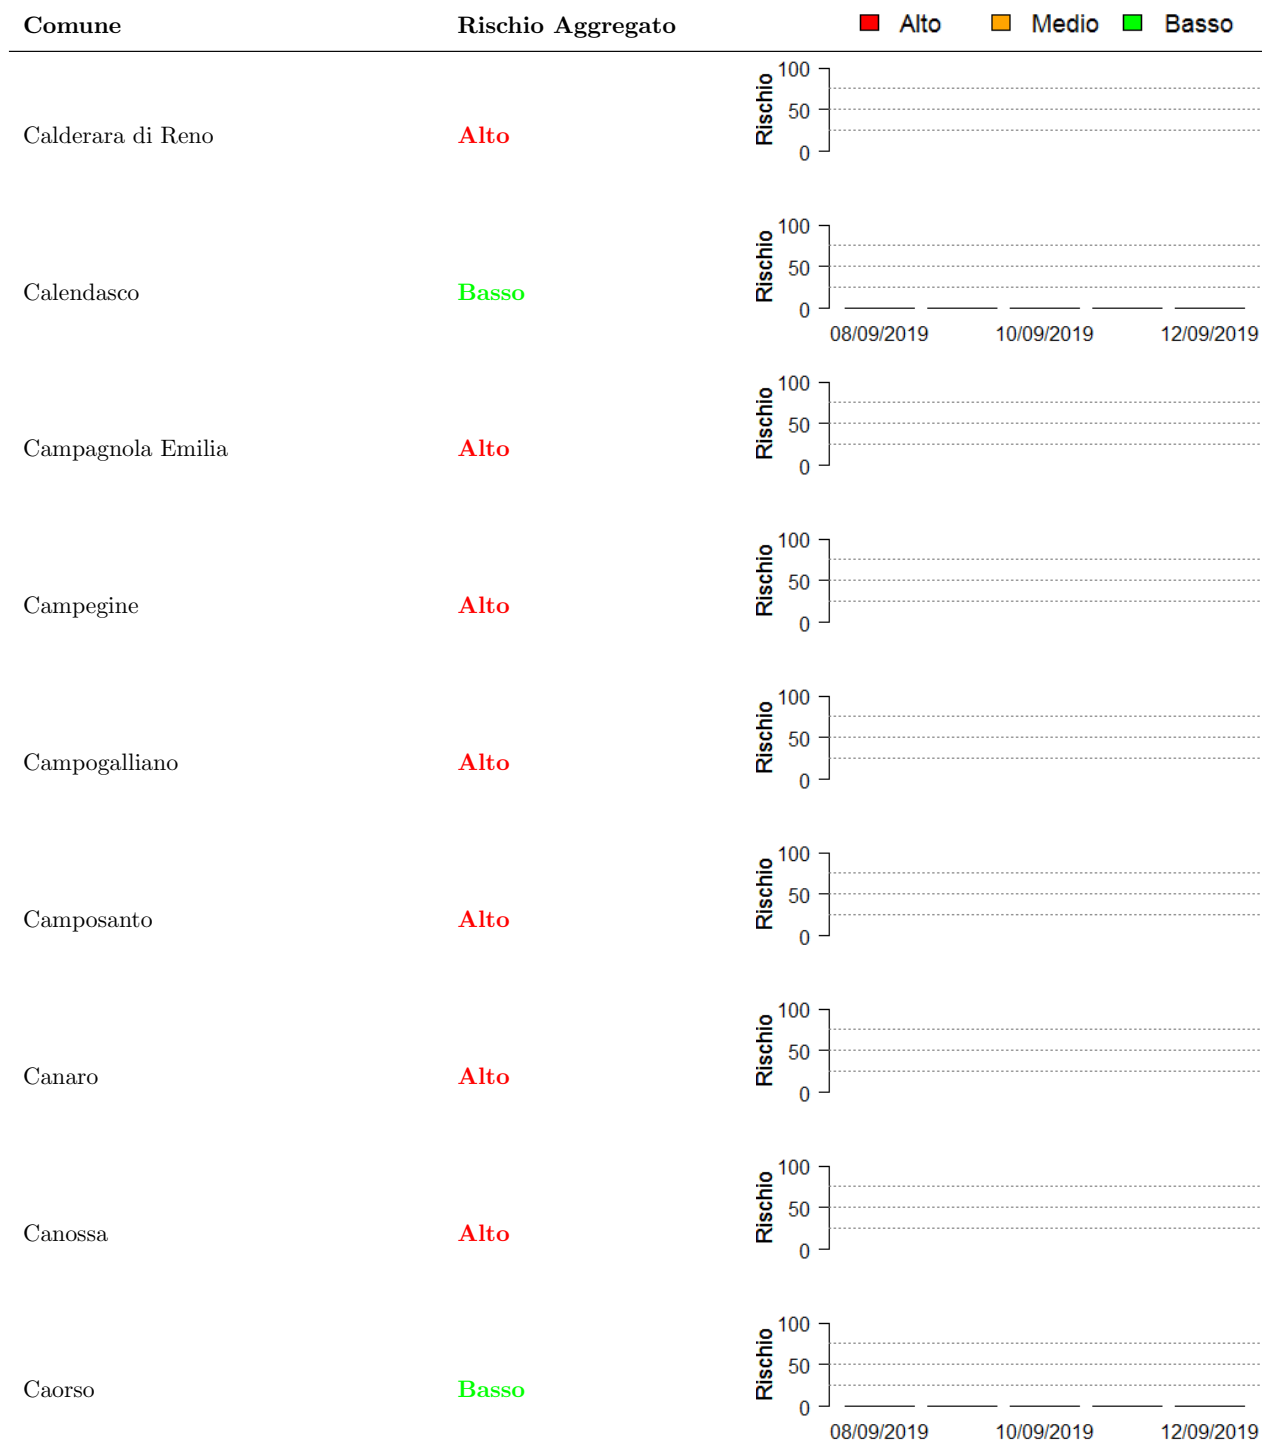 Comune Rischio Aggregato Alto Medio Basso
Calderara di Reno Alto Rischio 100 50 0
Calendasco Basso Rischio 100 50 0
08/09/2019 10/09/2019 12/09/2019
Campagnola Emilia Alto Rischio 100 50 0
Campegine Alto Rischio 100 50 0
Campogalliano Alto Rischio 100 50 0
Camposanto Alto Rischio 100 50 0
Canaro Alto Rischio 100 50 0
Canossa Alto Rischio 100 50 0
Caorso Basso Rischio 100 50 0
08/09/2019 10/09/2019 12/09/2019